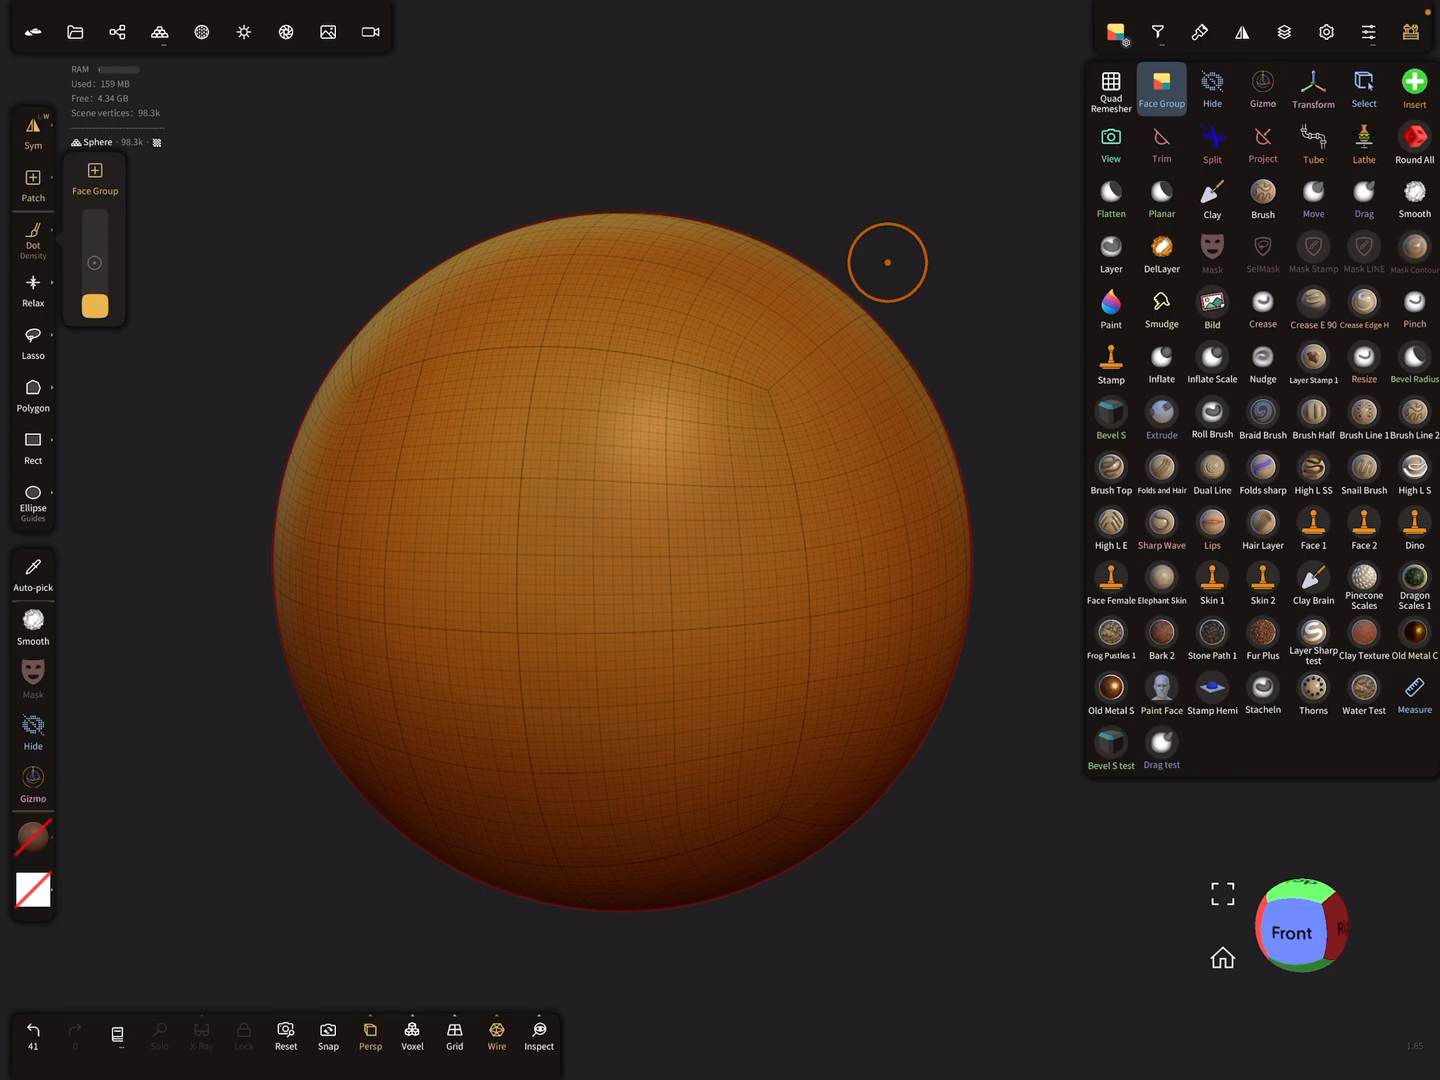 RAM
Used: 159 MB
Free: 4.34 GB
Scene vertices: 98.3k
Sphere · 98.3k ·
L/W
Sym
Patch
Dot
Density
Relax
Lasso
Polygon
Rect
Ellipse
Guides
Face Group
Auto-pick
Smooth
Mask
Hide
Gizmo
Quad Remesher
Face Group
Hide
Gizmo
Transform
Select
Insert
View
Trim
Split
Project
Tube
Lathe
Round All
Flatten
Planar
Clay
Brush
Move
Drag
Smooth
Layer
DelLayer
Mask
SelMask
Mask Stamp
Mask LINE
Mask Contour
Paint
Smudge
Bild
Crease
Crease E 90
Crease Edge H
Pinch
Stamp
Inflate
Inflate Scale
Nudge
Layer Stamp 1
Resize
Bevel Radius
Bevel S
Extrude
Roll Brush
Braid Brush
Brush Half
Brush Line 1
Brush Line 2
Brush Top
Folds and Hair
Dual Line
Folds sharp
High L SS
Snail Brush
High L S
High L E
Sharp Wave
Lips
Hair Layer
Face 1
Face 2
Dino
Face Female
Elephant Skin
Skin 1
Skin 2
Clay Brain
Pinecone Scales
Dragon Scales 1
Frog Pustles 1
Bark 2
Stone Path 1
Fur Plus
Layer Sharp test
Clay Texture
Old Metal C
Old Metal S
Paint Face
Stamp Hemi
Stacheln
Thorns
Water Test
Measure
Bevel S test
Drag test
Top
Front
Ri
41
0
Solo
X-Ray
Lock
Reset
Snap
Persp
Voxel
Grid
Wire
Inspect
1.85